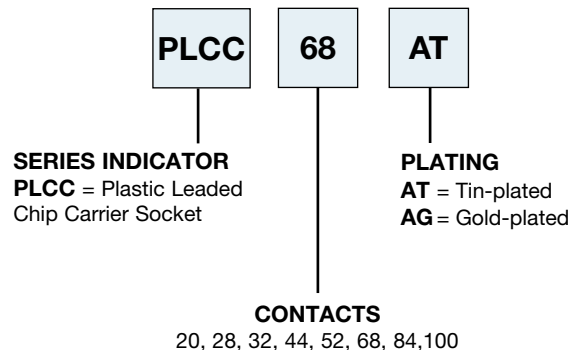 PLCC 68 AT
SERIES INDICATOR
PLCC = Plastic Leaded
Chip Carrier Socket
PLATING
AT = Tin-plated
AG = Gold-plated
CONTACTS
20, 28, 32, 44, 52, 68, 84,100